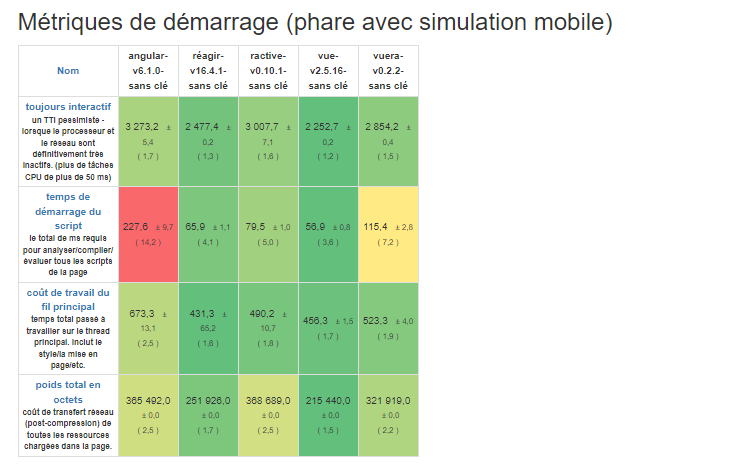 Métriques de démarrage (phare avec simulation mobile)
Nom
angular-
v6.1.0-
sans clé
réagir-
v16.4.1-
sans clé
ractive-
v0.10.1-
sans clé
vue-
v2.5.16-
sans clé
vuera-
v0.2.2-
sans clé
toujours interactif
un TTI pessimiste -
lorsque le processeur et
le réseau sont
définitivement très
inactifs. (plus de tâches
CPU de plus de 50 ms)
3 273,2 ±
5,4
( 1,7 )
2 477,4 ±
0,2
( 1,3 )
3 007,7 ±
7,1
( 1,6 )
2 252,7 ±
0,2
( 1,2 )
2 854,2 ±
0,4
( 1,5 )
temps de
démarrage du
script
le total de ms requis
pour analyser/compiler/
évaluer tous les scripts
de la page
227,6 ± 9,7
( 14,2 )
65,9 ± 1,1
( 4,1 )
79,5 ± 1,0
( 5,0 )
56,9 ± 0,8
( 3,6 )
115,4 ± 2,8
( 7,2 )
coût de travail du
fil principal
temps total passé à
travailler sur le thread
principal. inclut le
style/la mise en
page/etc.
673,3 ±
13,1
( 2,5 )
431,3 ±
65,2
( 1,6 )
490,2 ±
10,7
( 1,8 )
456,3 ± 1,5
( 1,7 )
523,3 ± 4,0
( 1,9 )
poids total en
octets
coût de transfert réseau
(post-compression) de
toutes les ressources
chargées dans la page.
365 492,0
± 0,0
( 2,5 )
251 926,0
± 0,0
( 1,7 )
368 689,0
± 0,0
( 2,5 )
215 440,0
± 0,0
( 1,5 )
321 919,0
± 0,0
( 2,2 )